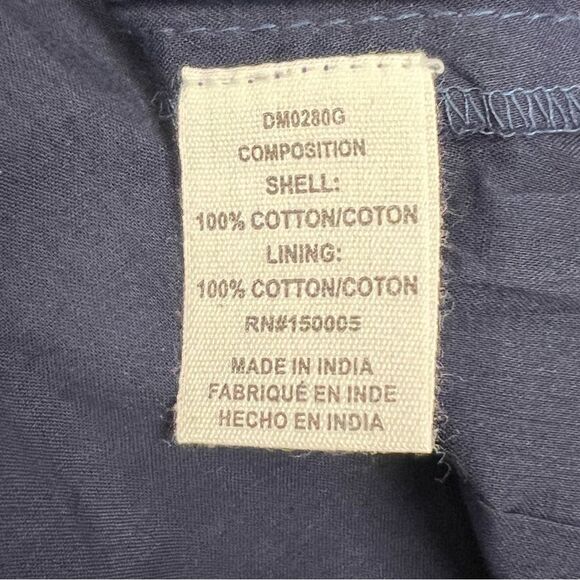 DM0280G
COMPOSITION
SHELL:
100% COTTON/COTON
LINING:
100% COTTON/COTON
RN#150005
MADE IN INDIA
FABRIQUÉ EN INDE
HECHO EN INDIA